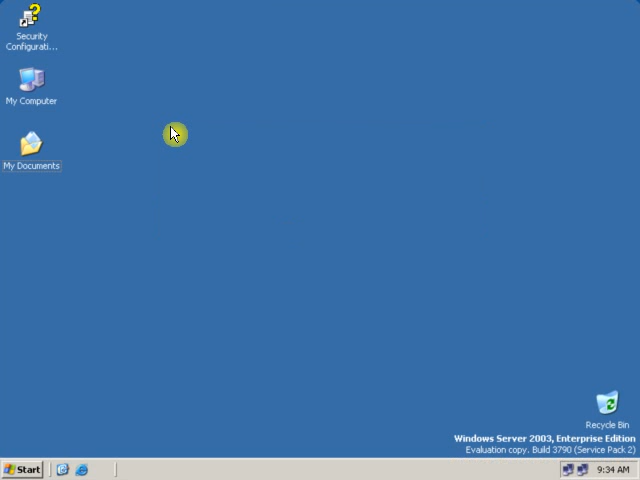 Security
Configurati...
My Computer
My Documents
Recycle Bin
Windows Server 2003, Enterprise Edition
Evaluation copy. Build 3790 (Service Pack 2)
Start
9:34 AM